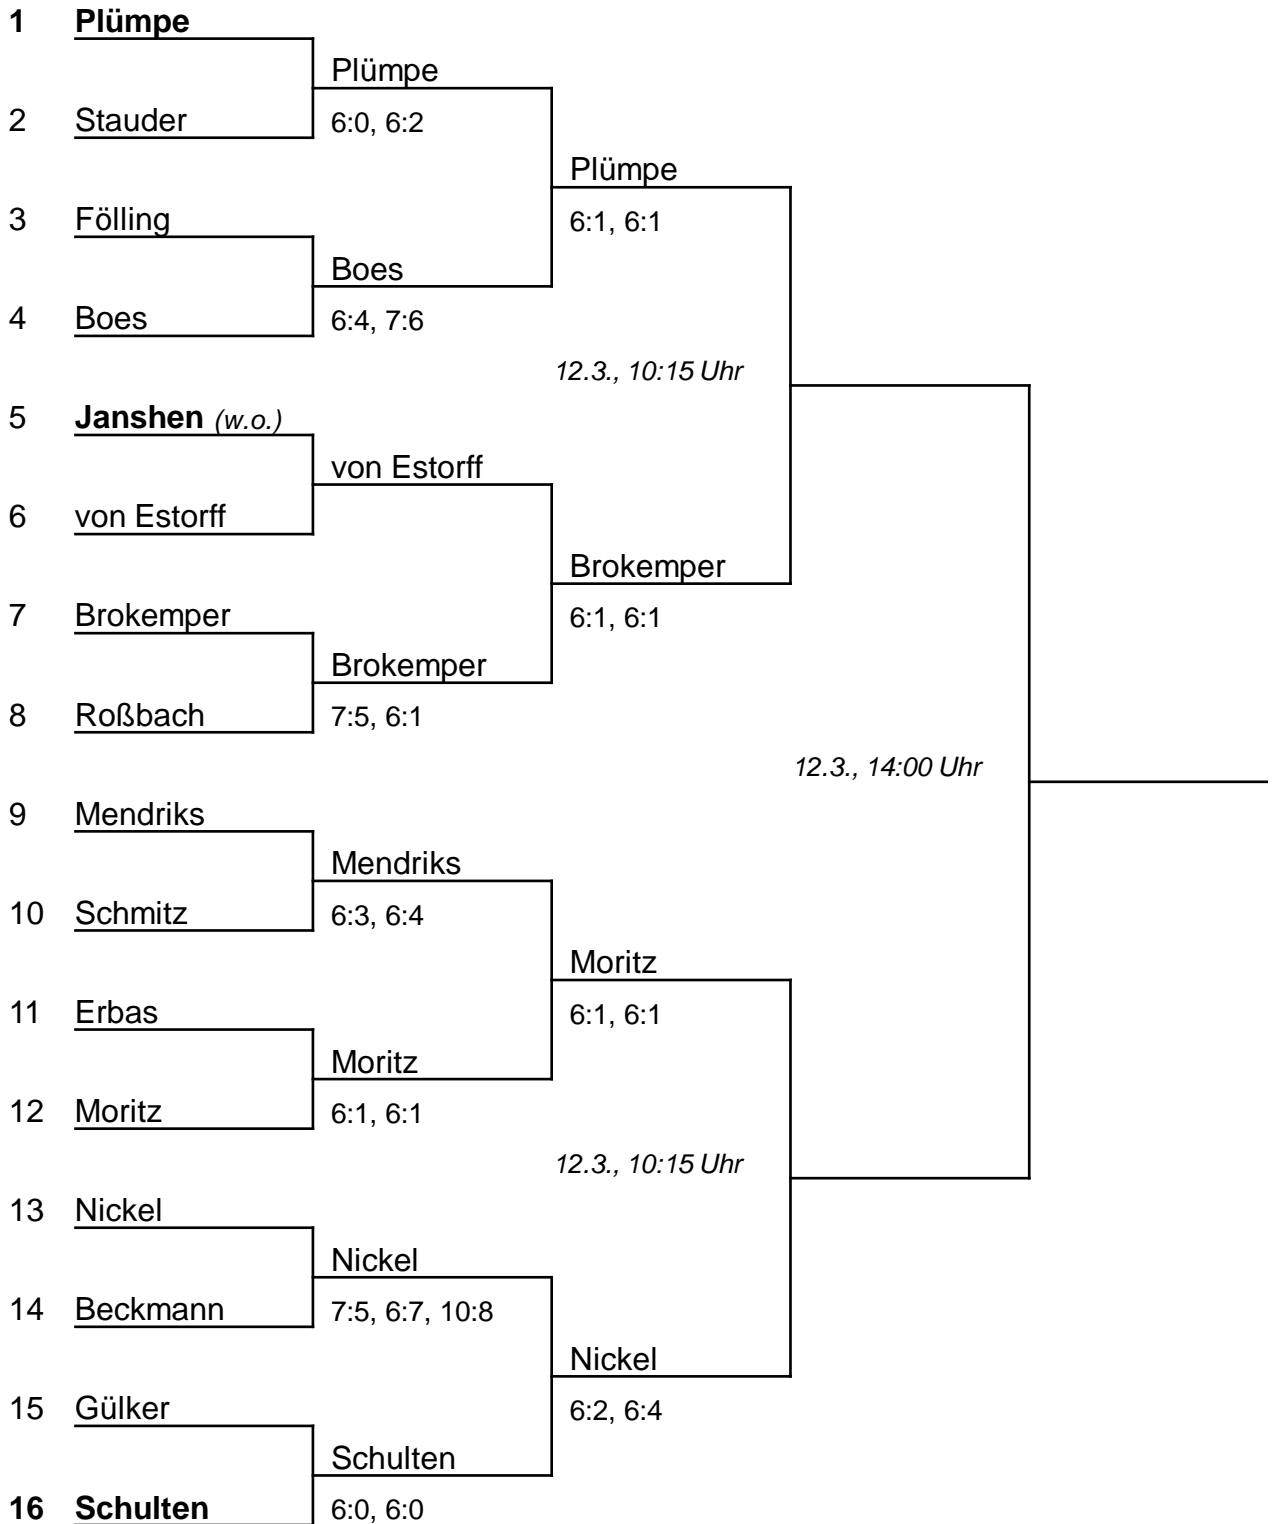 1 Plümpe
Plümpe
2 Stauder
6:0, 6:2
Plümpe
3 Fölling
6:1, 6:1
Boes
4 Boes
6:4, 7:6
12.3., 10:15 Uhr
5 Janshen (w.o.)
von Estorff
6 von Estorff
Brokemper
7 Brokemper
6:1, 6:1
Brokemper
8 Roßbach
7:5, 6:1
12.3., 14:00 Uhr
9 Mendriks
Mendriks
10 Schmitz
6:3, 6:4
Moritz
11 Erbas
6:1, 6:1
Moritz
12 Moritz
6:1, 6:1
12.3., 10:15 Uhr
13 Nickel
Nickel
14 Beckmann
7:5, 6:7, 10:8
Nickel
15 Gülker
6:2, 6:4
Schulten
16 Schulten
6:0, 6:0